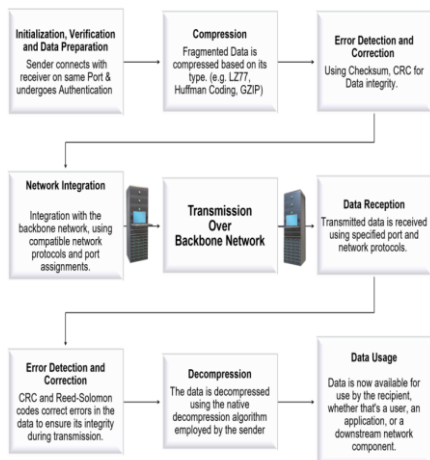 Initialization, Verification
and Data Preparation
Sender connects with
receiver on same Port &
undergoes Authentication
Compression
Fragmented Data is
compressed based on its
type. (e.g. LZ77,
Huffman Coding, GZIP)
Error Detection and
Correction
Using Checksum, CRC for
Data integrity.
Network Integration
Integration with the
backbone network, using
compatible network
protocols and port
assignments.
Transmission
Over
Backbone Network
Data Reception
Transmitted data is received
using specified port and
network protocols.
Error Detection and
Correction
CRC and Reed-Solomon
codes correct errors in the
data to ensure its integrity
during transmission.
Decompression
The data is decompressed
using the native
decompression algorithm
employed by the sender
Data Usage
Data is now available for
use by the recipient,
whether that's a user, an
application, or a
downstream network
component.